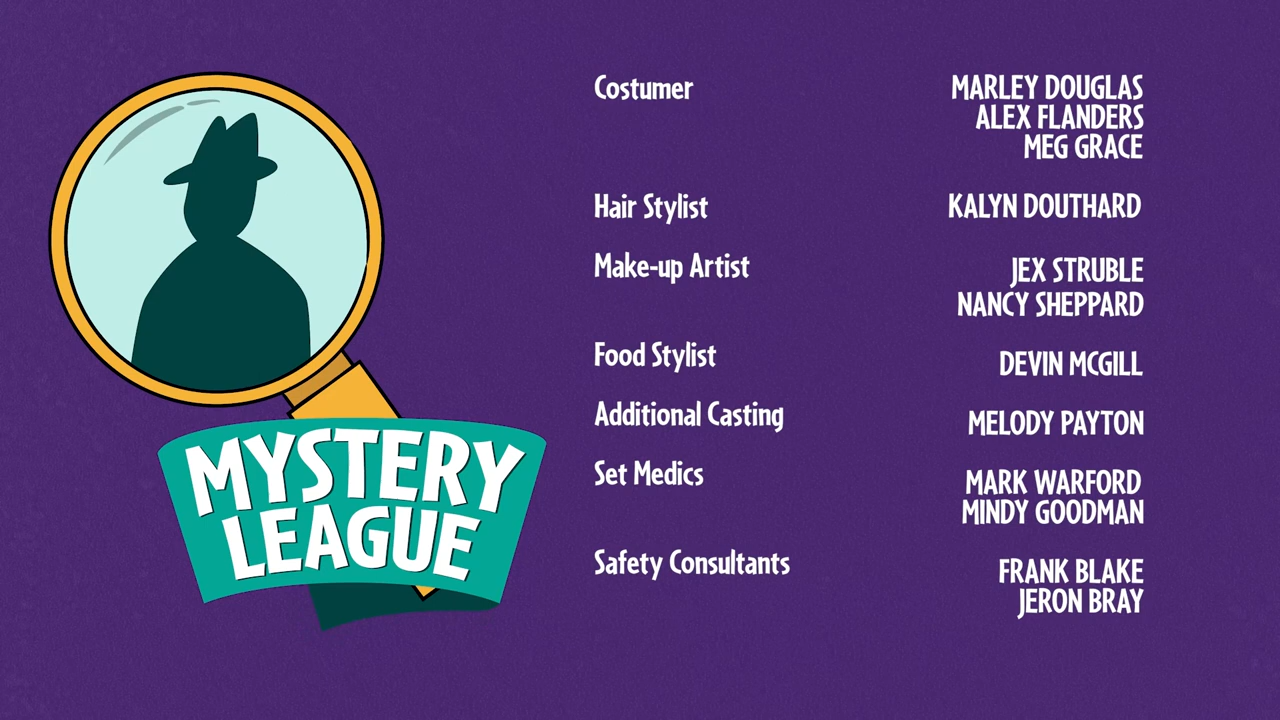 MYSTERY
LEAGUE
Costumer MARLEY DOUGLAS
ALEX FLANDERS
MEG GRACE
Hair Stylist KALYN DOUTHARD
Make-up Artist JEX STRUBLE
NANCY SHEPPARD
Food Stylist DEVIN MCGILL
Additional Casting MELODY PAYTON
Set Medics MARK WARFORD
MINDY GOODMAN
Safety Consultants FRANK BLAKE
JERON BRAY